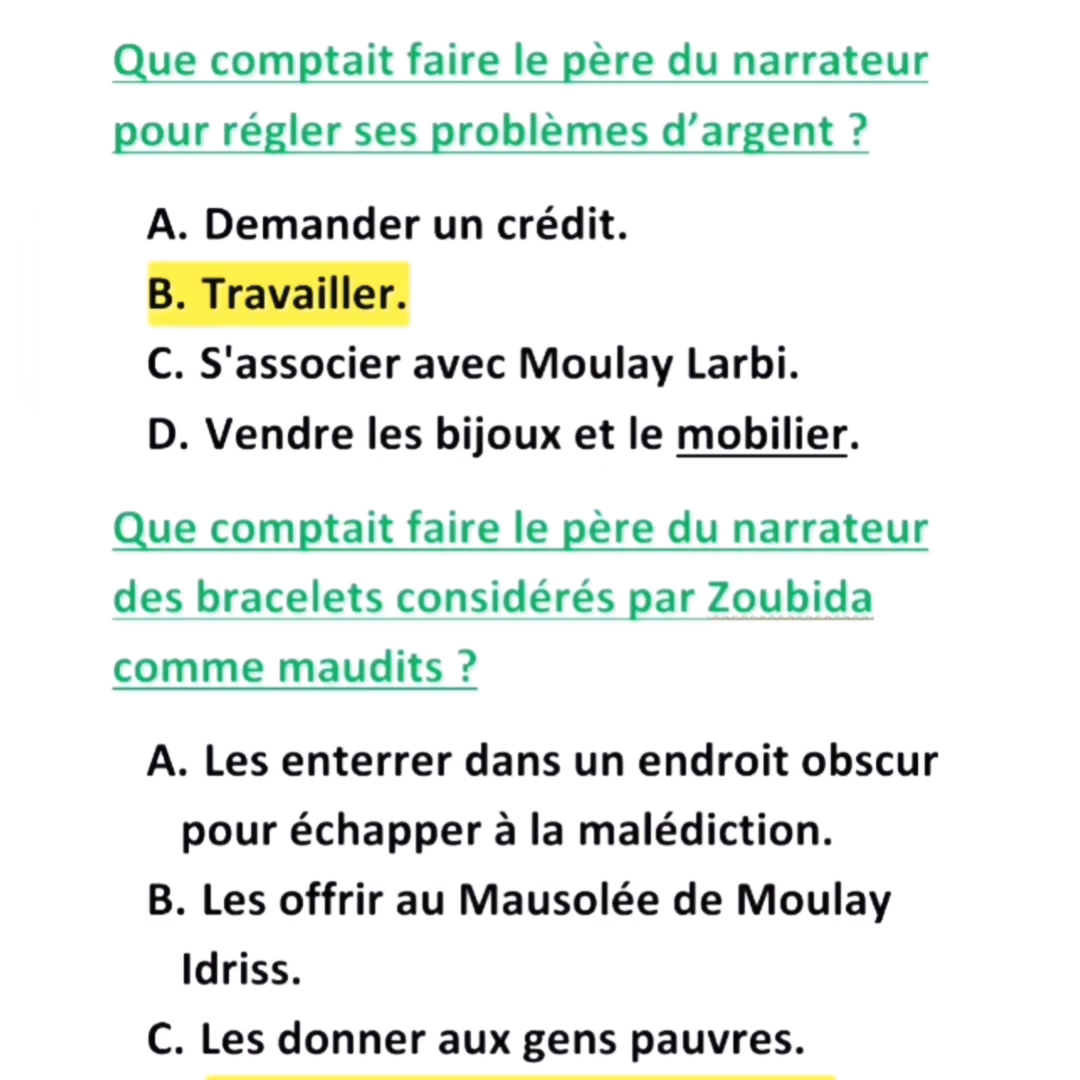 Que comptait faire le père du narrateur
pour régler ses problèmes d’argent ?
A. Demander un crédit.
B. Travailler.
C. S'associer avec Moulay Larbi.
D. Vendre les bijoux et le mobilier.
Que comptait faire le père du narrateur
des bracelets considérés par Zoubida
comme maudits ?
A. Les enterrer dans un endroit obscur
pour échapper à la malédiction.
B. Les offrir au Mausolée de Moulay
Idriss.
C. Les donner aux gens pauvres.